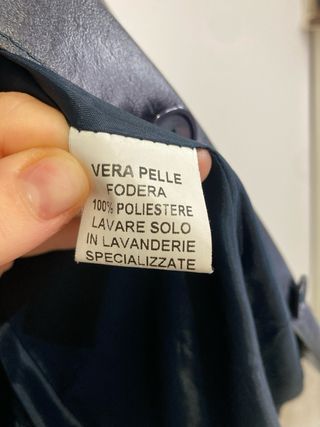 VERA PELLE
FODERA
100% POLIESTERE
LAVARE SOLO
IN LAVANDERIE
SPECIALIZZATE